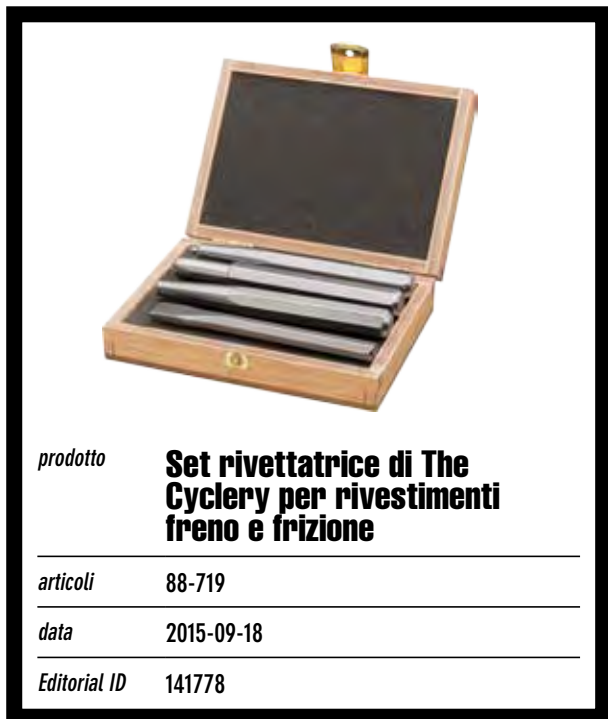 prodotto
Set rivettatrice di The
Cyclery per rivestimenti
freno e frizione
articoli 88-719
data 2015-09-18
Editorial ID 141778